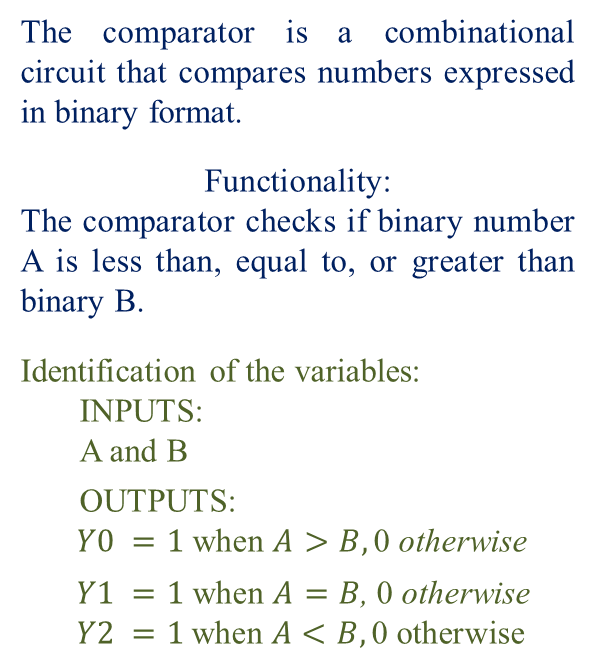 The comparator is a combinational
circuit that compares numbers expressed
in binary format.
Functionality:
The comparator checks if binary number
A is less than, equal to, or greater than
binary B.
Identification of the variables:
INPUTS:
A and B
OUTPUTS:
Y0 = 1 when A > B, 0 otherwise
Y1 = 1 when A = B, 0 otherwise
Y2 = 1 when A < B, 0 otherwise